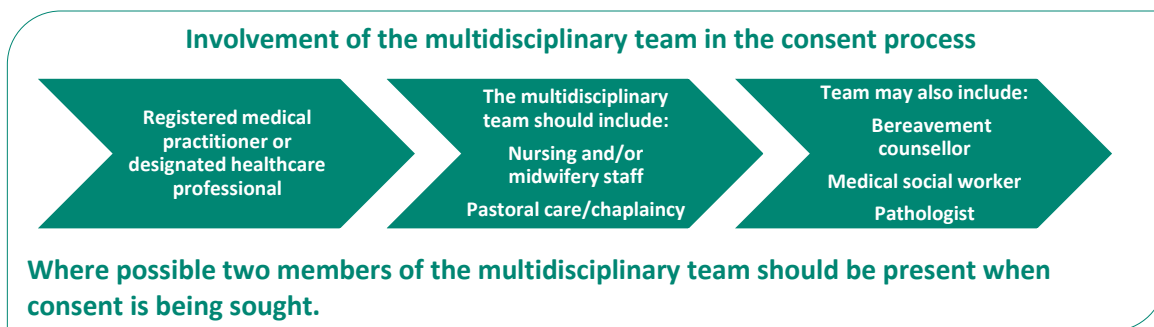 Involvement of the multidisciplinary team in the consent process
Registered medical
practitioner or
designated healthcare
professional
The multidisciplinary
team should include:
Nursing and/or
midwifery staff
Pastoral care/chaplaincy
Team may also include:
Bereavement
counsellor
Medical social worker
Pathologist
Where possible two members of the multidisciplinary team should be present when
consent is being sought.